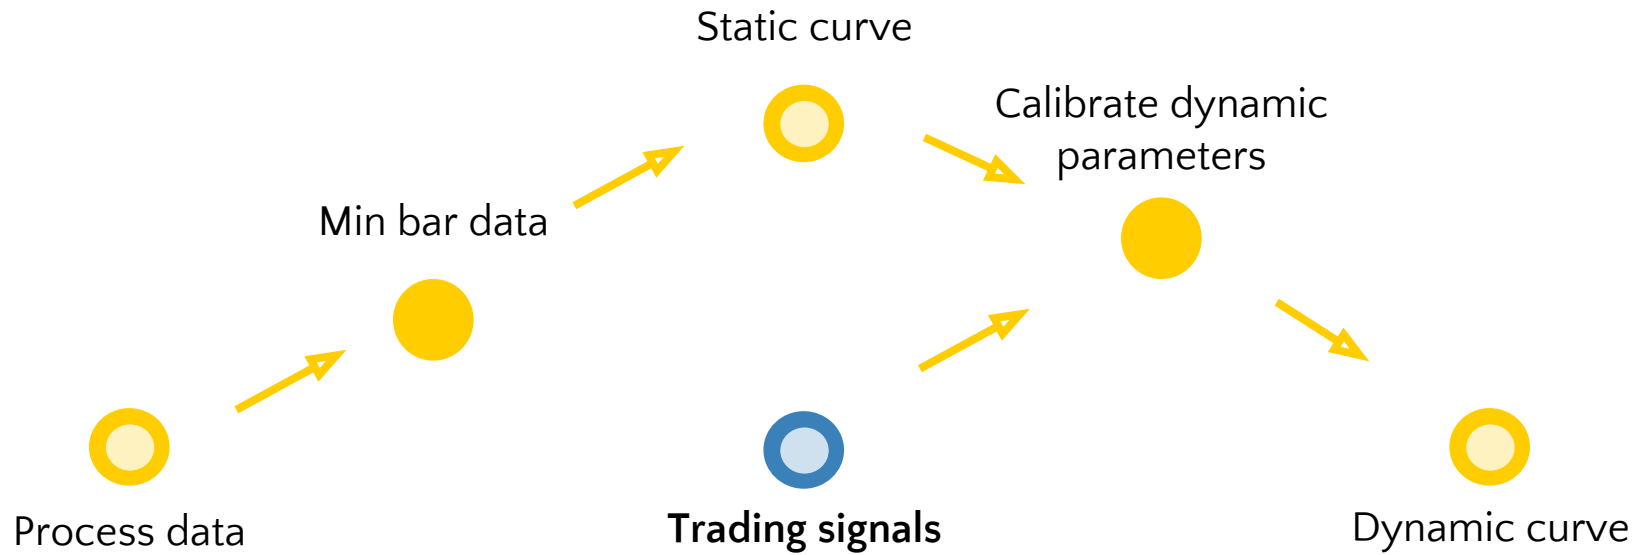 Static curve
Calibrate dynamic
parameters
Min bar data
Process data
Trading signals
Dynamic curve